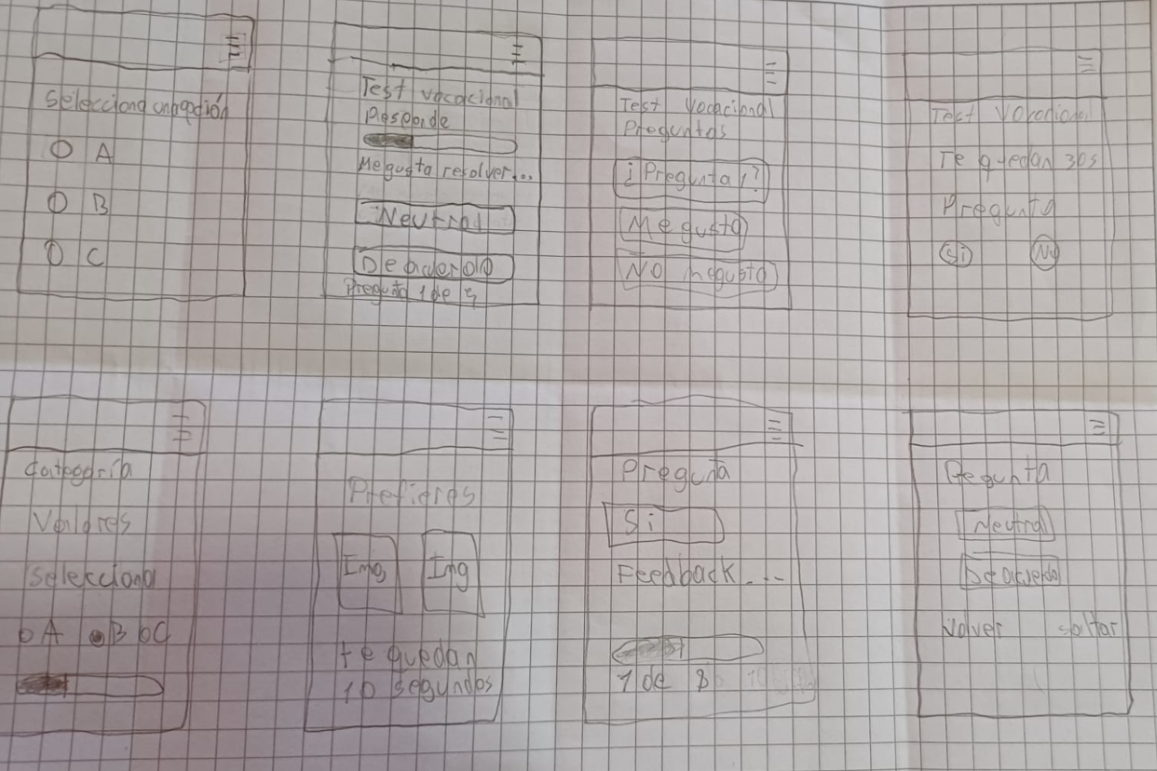 Selecciona una opción
A
B
C
Test vocacional
Responde
Me gusta resolver...
Neutral
De acuerdo
Pregunta 1 de 5
Test Vocacional
Preguntas
¿Pregunta 1?
Me gusta
NO me gusta
Test Vocacional
Te quedan 30s
Pregunta
Si
No
Categoría
Valores
Selecciona
A B C
Prefieres
Img Img
te quedan
10 segundos
Pregunta
Si
Feedback...
1 de 8
Pregunta
Neutral
De acuerdo
Volver saltar